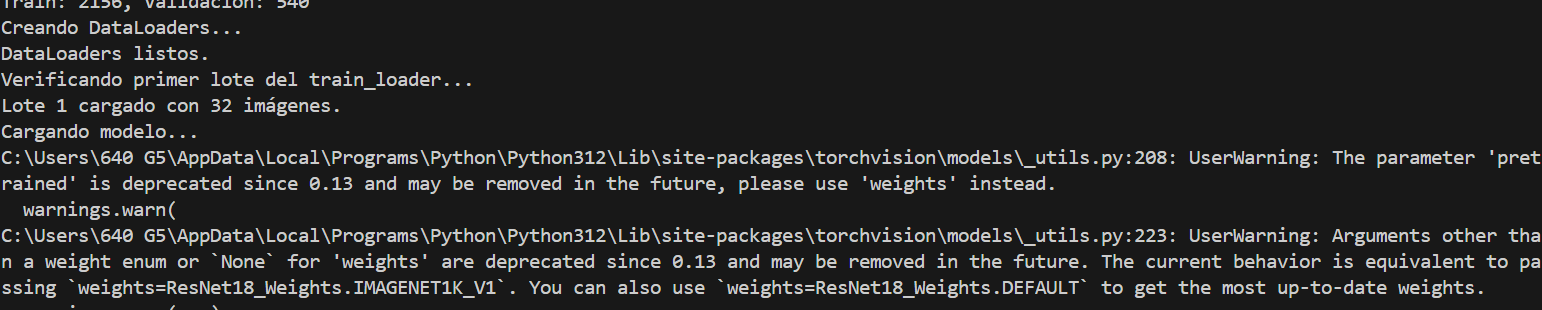 Train: 2156, Validación: 540
Creando DataLoaders...
DataLoaders listos.
Verificando primer lote del train_loader...
Lote 1 cargado con 32 imágenes.
Cargando modelo...
C:\Users\640 G5\AppData\Local\Programs\Python\Python312\Lib\site-packages\torchvision\models\_utils.py:208: UserWarning: The parameter 'pret
rained' is deprecated since 0.13 and may be removed in the future, please use 'weights' instead.
  warnings.warn(
C:\Users\640 G5\AppData\Local\Programs\Python\Python312\Lib\site-packages\torchvision\models\_utils.py:223: UserWarning: Arguments other tha
n a weight enum or `None` for 'weights' are deprecated since 0.13 and may be removed in the future. The current behavior is equivalent to pa
ssing `weights=ResNet18_Weights.IMAGENET1K_V1`. You can also use `weights=ResNet18_Weights.DEFAULT` to get the most up-to-date weights.